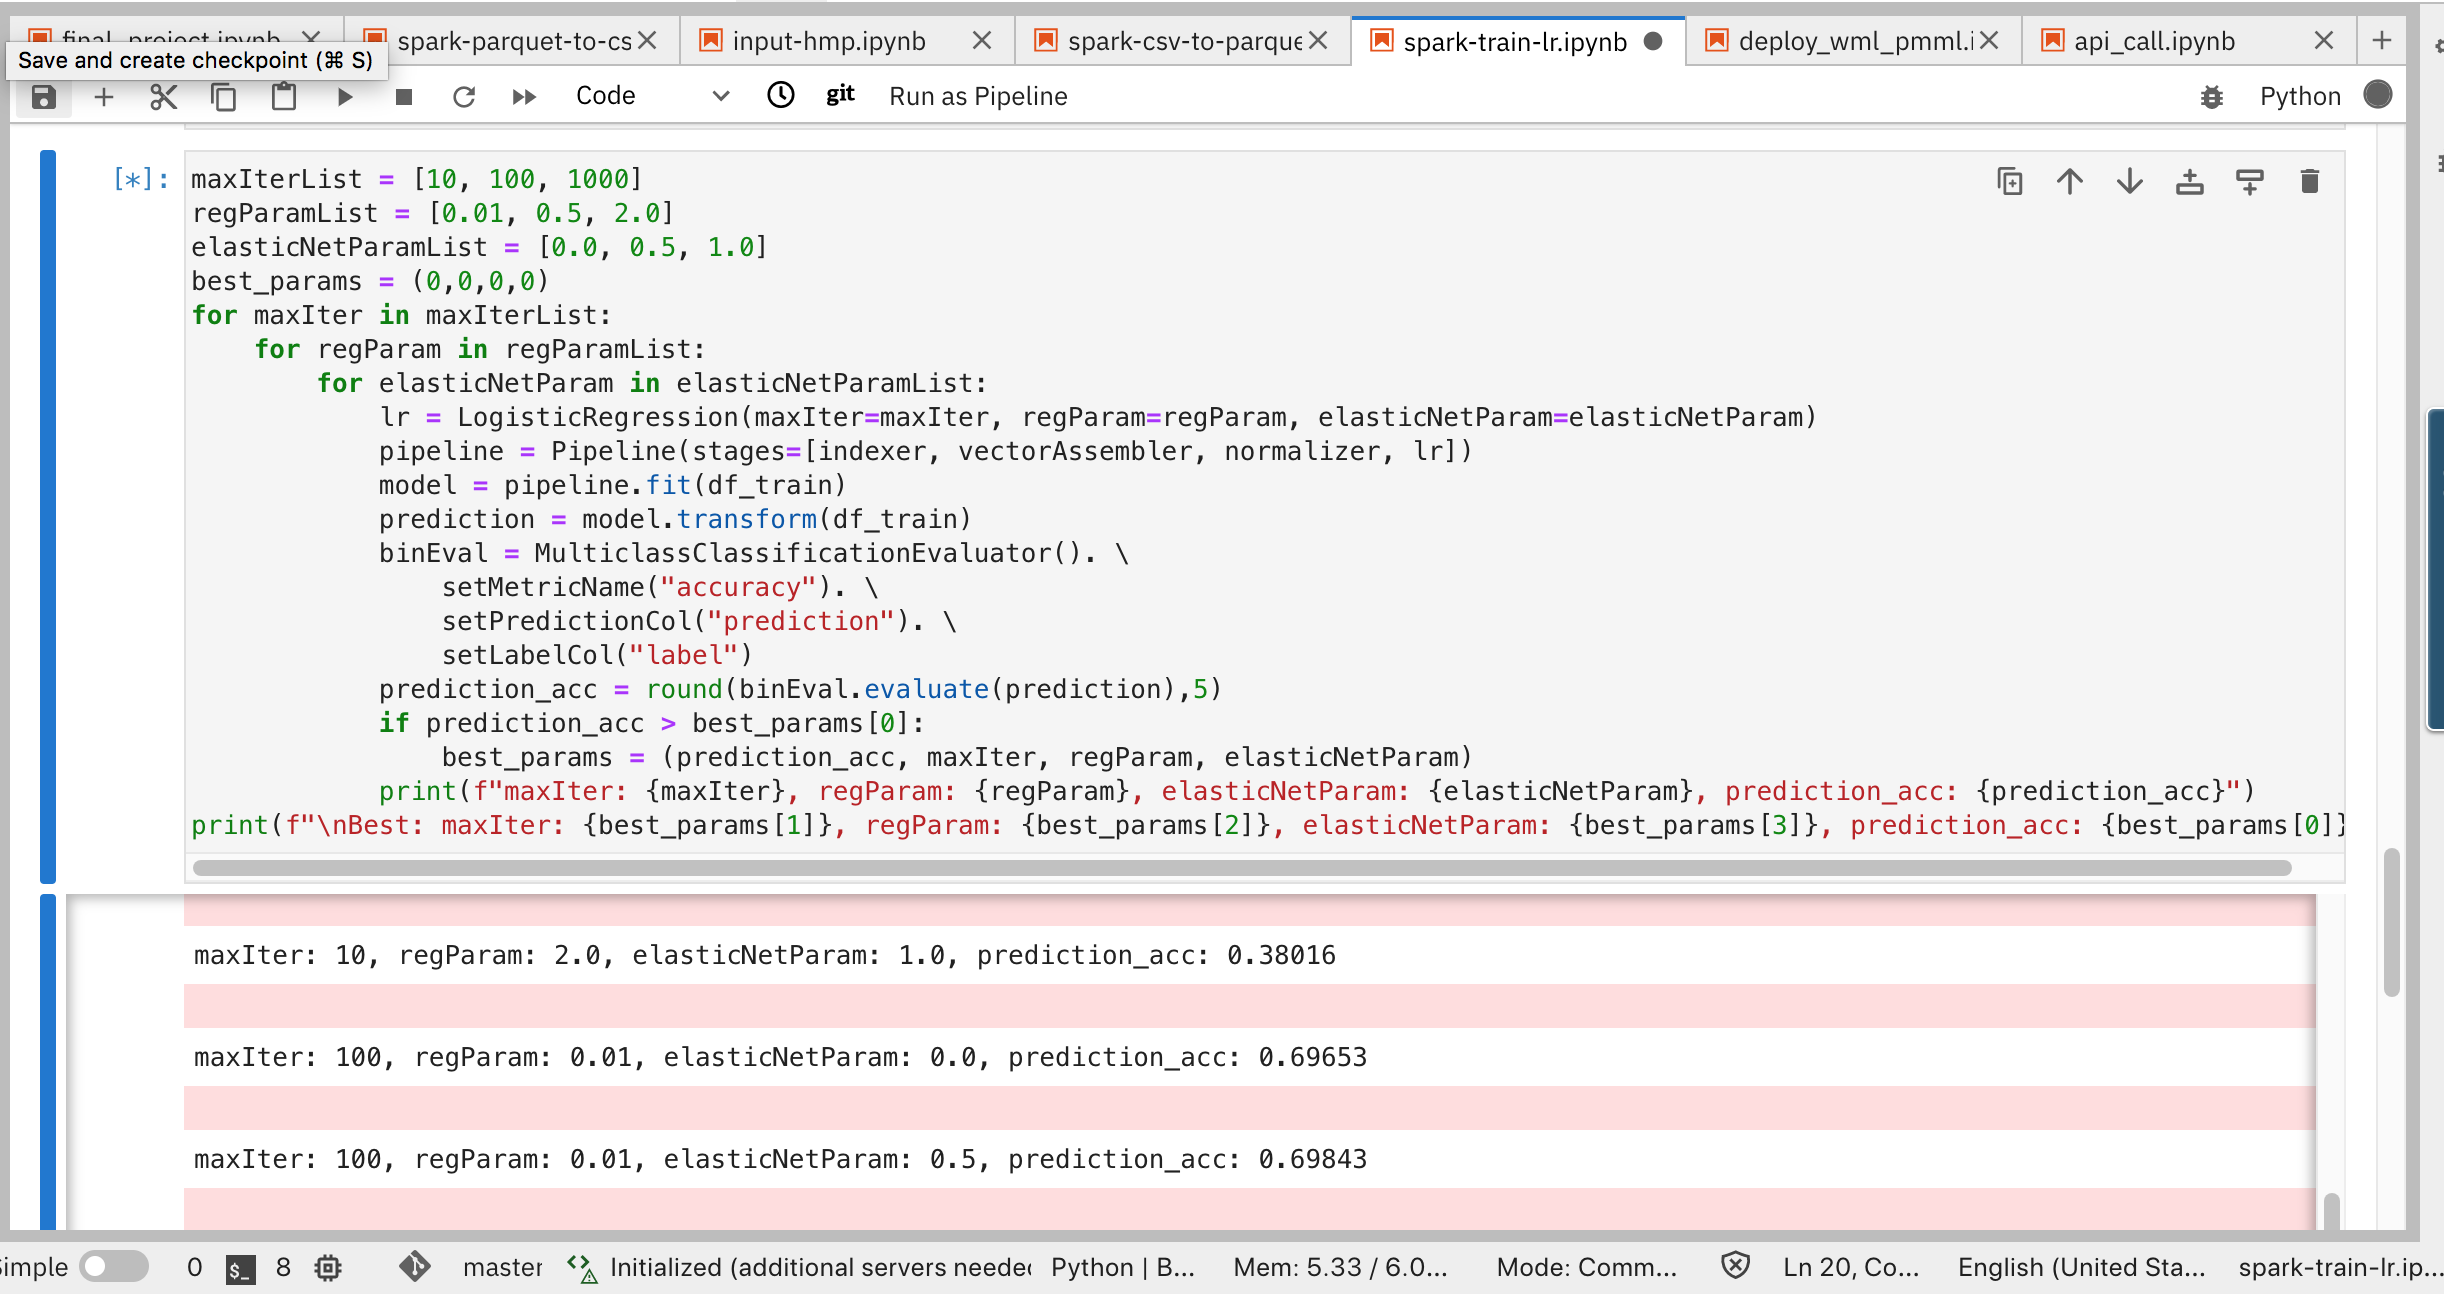 final_project.ipynb
spark-parquet-to-cs
input-hmp.ipynb
spark-csv-to-parque
spark-train-lr.ipynb
deploy_wml_pmml.i
api_call.ipynb
Save and create checkpoint (⌘ S)
Code
git
Run as Pipeline
Python
[*]:
maxIterList = [10, 100, 1000]
regParamList = [0.01, 0.5, 2.0]
elasticNetParamList = [0.0, 0.5, 1.0]
best_params = (0,0,0,0)
for maxIter in maxIterList:
    for regParam in regParamList:
        for elasticNetParam in elasticNetParamList:
            lr = LogisticRegression(maxIter=maxIter, regParam=regParam, elasticNetParam=elasticNetParam)
            pipeline = Pipeline(stages=[indexer, vectorAssembler, normalizer, lr])
            model = pipeline.fit(df_train)
            prediction = model.transform(df_train)
            binEval = MulticlassClassificationEvaluator(). \
                setMetricName("accuracy"). \
                setPredictionCol("prediction"). \
                setLabelCol("label")
            prediction_acc = round(binEval.evaluate(prediction),5)
            if prediction_acc > best_params[0]:
                best_params = (prediction_acc, maxIter, regParam, elasticNetParam)
            print(f"maxIter: {maxIter}, regParam: {regParam}, elasticNetParam: {elasticNetParam}, prediction_acc: {prediction_acc}")
print(f"\nBest: maxIter: {best_params[1]}, regParam: {best_params[2]}, elasticNetParam: {best_params[3]}, prediction_acc: {best_params[0]}
maxIter: 10, regParam: 2.0, elasticNetParam: 1.0, prediction_acc: 0.38016
maxIter: 100, regParam: 0.01, elasticNetParam: 0.0, prediction_acc: 0.69653
maxIter: 100, regParam: 0.01, elasticNetParam: 0.5, prediction_acc: 0.69843
imple
0
$_
8
master
Initialized (additional servers neede
Python | B...
Mem: 5.33 / 6.0...
Mode: Comm...
Ln 20, Co...
English (United Sta...
spark-train-lr.ip...